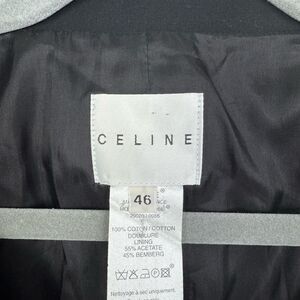 CELINE
46
100% COTTON / COTTON
DOUBLURE
LINING
55% ACETATE
45% BEMBERG
Nettoyage à sec uniquement.